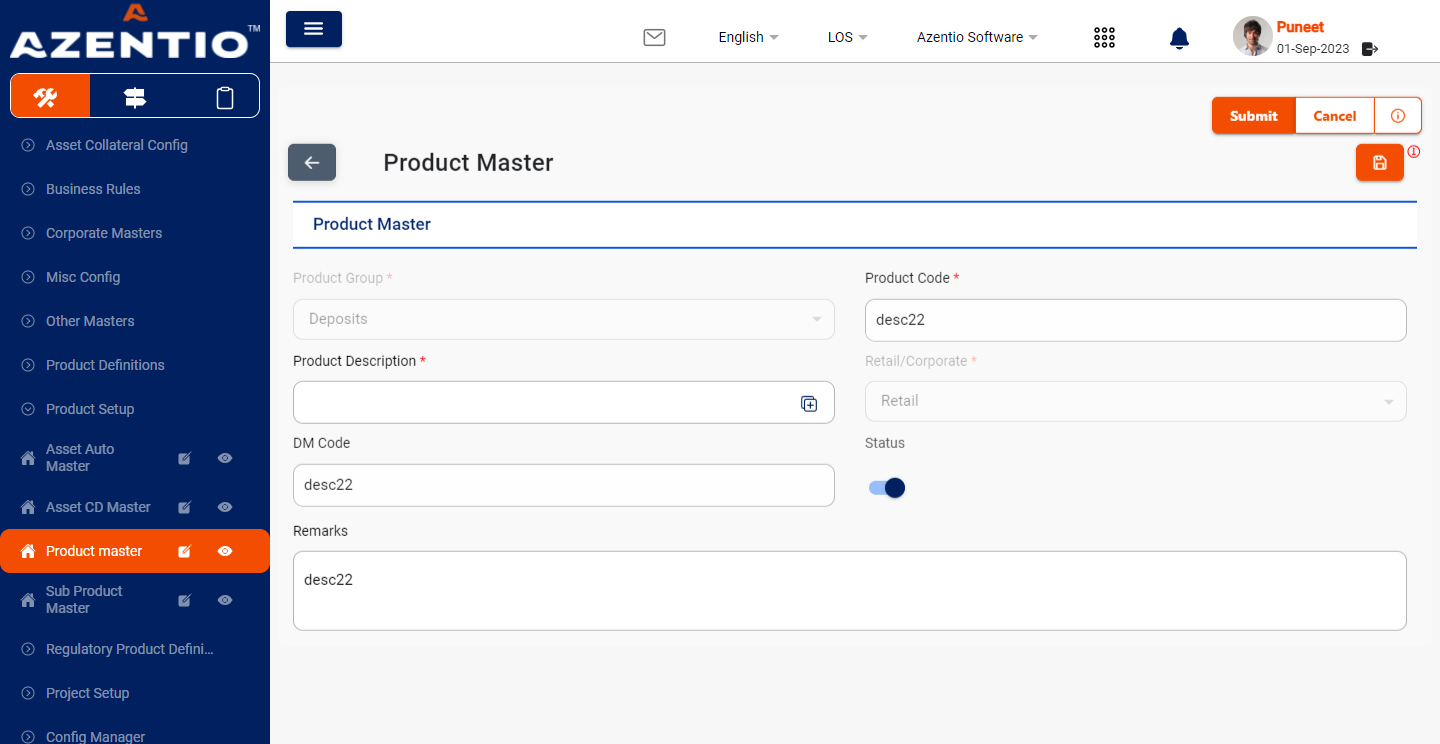 AZENTIO™
English
LOS
Azentio Software
Puneet
01-Sep-2023
Submit
Cancel
Product Master
Product Master
Product Group *
Deposits
Product Code *
desc22
Product Description *
Retail/Corporate *
Retail
DM Code
desc22
Status
Remarks
desc22
Asset Collateral Config
Business Rules
Corporate Masters
Misc Config
Other Masters
Product Definitions
Product Setup
Asset Auto
Master
Asset CD Master
Product master
Sub Product
Master
Regulatory Product Defini...
Project Setup
Config Manager